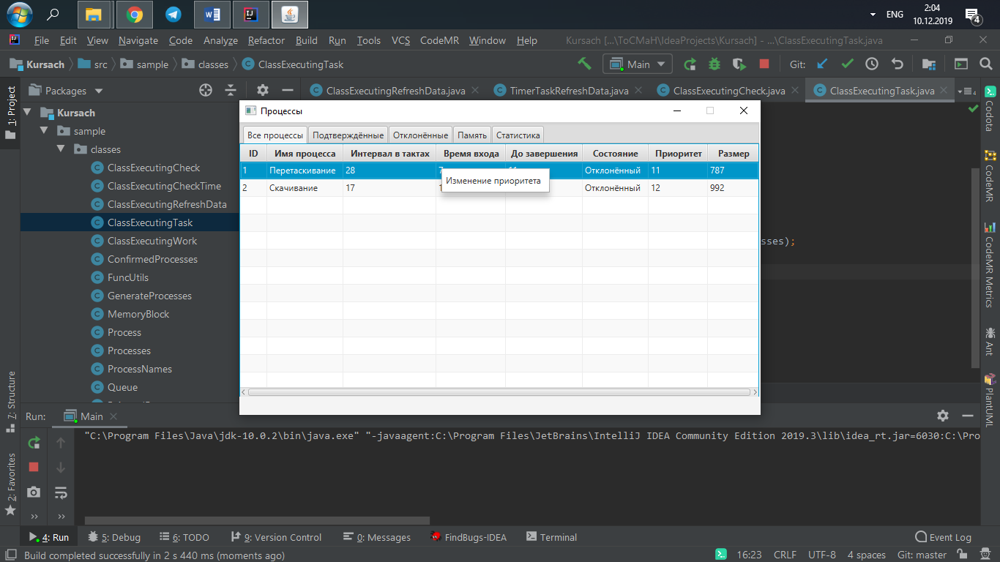 ENG
2:04
10.12.2019
4
File Edit View Navigate Code Analyze Refactor Build Run Tools VCS CodeMR Window Help
Kursach [...\ToCMaH\IdeaProjects\Kursach] - ...\ClassExecutingTask.java
Kursach src sample classes ClassExecutingTask
Main
Git:
Packages
ClassExecutingRefreshData.java TimerTaskRefreshData.java ClassExecutingCheck.java ClassExecutingTask.java
1: Project
Kursach
sample
classes
ClassExecutingCheck
ClassExecutingCheckTime
ClassExecutingRefreshData
ClassExecutingTask
ClassExecutingWork
ConfirmedProcesses
FuncUtils
GenerateProcesses
MemoryBlock
Process
Processes
ProcessNames
Queue
Процессы
Все процессы Подтверждённые Отклонённые Память Статистика
ID Имя процесса Интервал в тактах Время входа До завершения Состояние Приоритет Размер
1 Перетаскивание 28 Отклонённый 11 787
Изменение приоритета
2 Скачивание 17 Отклонённый 12 992
sses);
Codota
CodeMR
CodeMR Metrics
Ant
PlantUML
7: Structure
2: Favorites
Run: Main
"C:\Program Files\Java\jdk-10.0.2\bin\java.exe" "-javaagent:C:\Program Files\JetBrains\IntelliJ IDEA Community Edition 2019.3\lib\idea_rt.jar=6030:C:\Pro
4: Run 5: Debug 6: TODO 9: Version Control 0: Messages FindBugs-IDEA Terminal Event Log
Build completed successfully in 2 s 440 ms (moments ago)
16:23 CRLF UTF-8 4 spaces Git: master